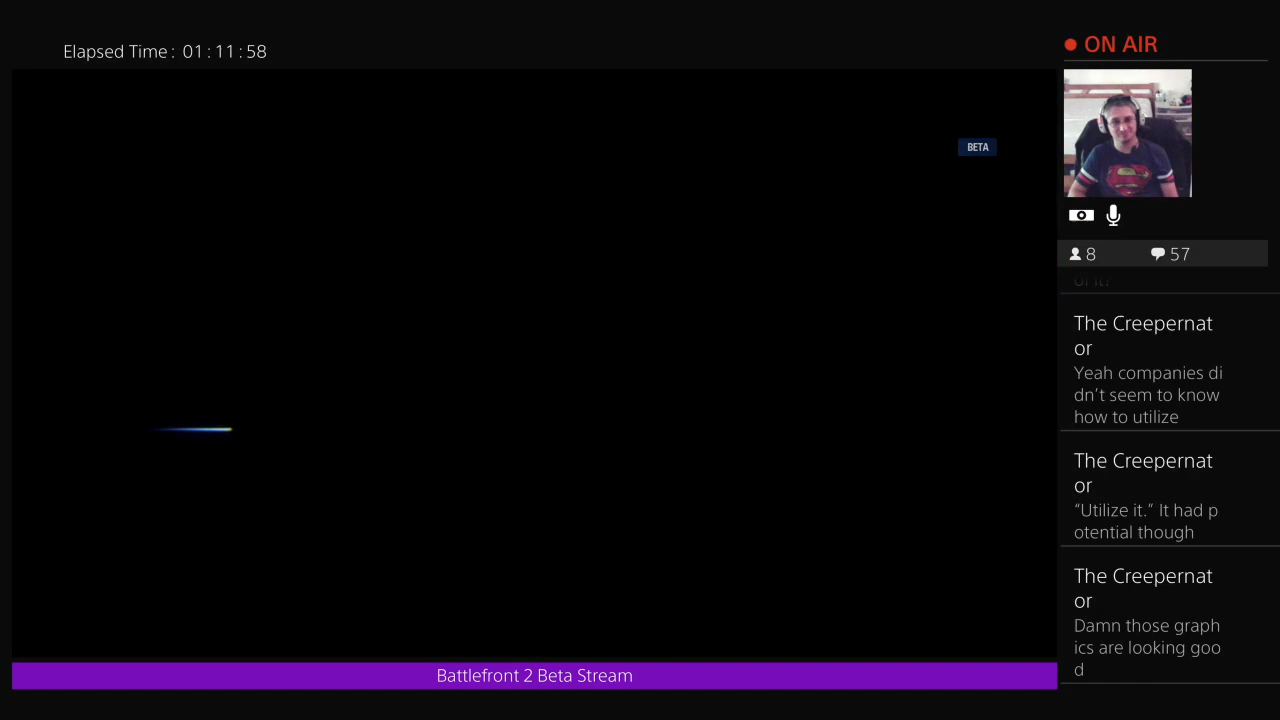 Elapsed Time : 01 : 11 : 58
ON AIR
BETA
8 57
of it?
The Creepernat
or
Yeah companies di
dn't seem to know
how to utilize
The Creepernat
or
“Utilize it.” It had p
otential though
The Creepernat
or
Damn those graph
ics are looking goo
d
Battlefront 2 Beta Stream